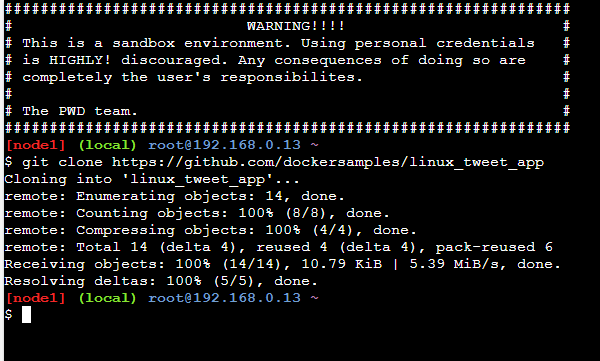 ###############################################################
#                          WARNING!!!!                        #
# This is a sandbox environment. Using personal credentials   #
# is HIGHLY! discouraged. Any consequences of doing so are    #
# completely the user's responsibilites.                      #
#                                                             #
# The PWD team.                                               #
###############################################################
[node1] (local) root@192.168.0.13 ~
$ git clone https://github.com/dockersamples/linux_tweet_app
Cloning into 'linux_tweet_app'...
remote: Enumerating objects: 14, done.
remote: Counting objects: 100% (8/8), done.
remote: Compressing objects: 100% (4/4), done.
remote: Total 14 (delta 4), reused 4 (delta 4), pack-reused 6
Receiving objects: 100% (14/14), 10.79 KiB | 5.39 MiB/s, done.
Resolving deltas: 100% (5/5), done.
[node1] (local) root@192.168.0.13 ~
$